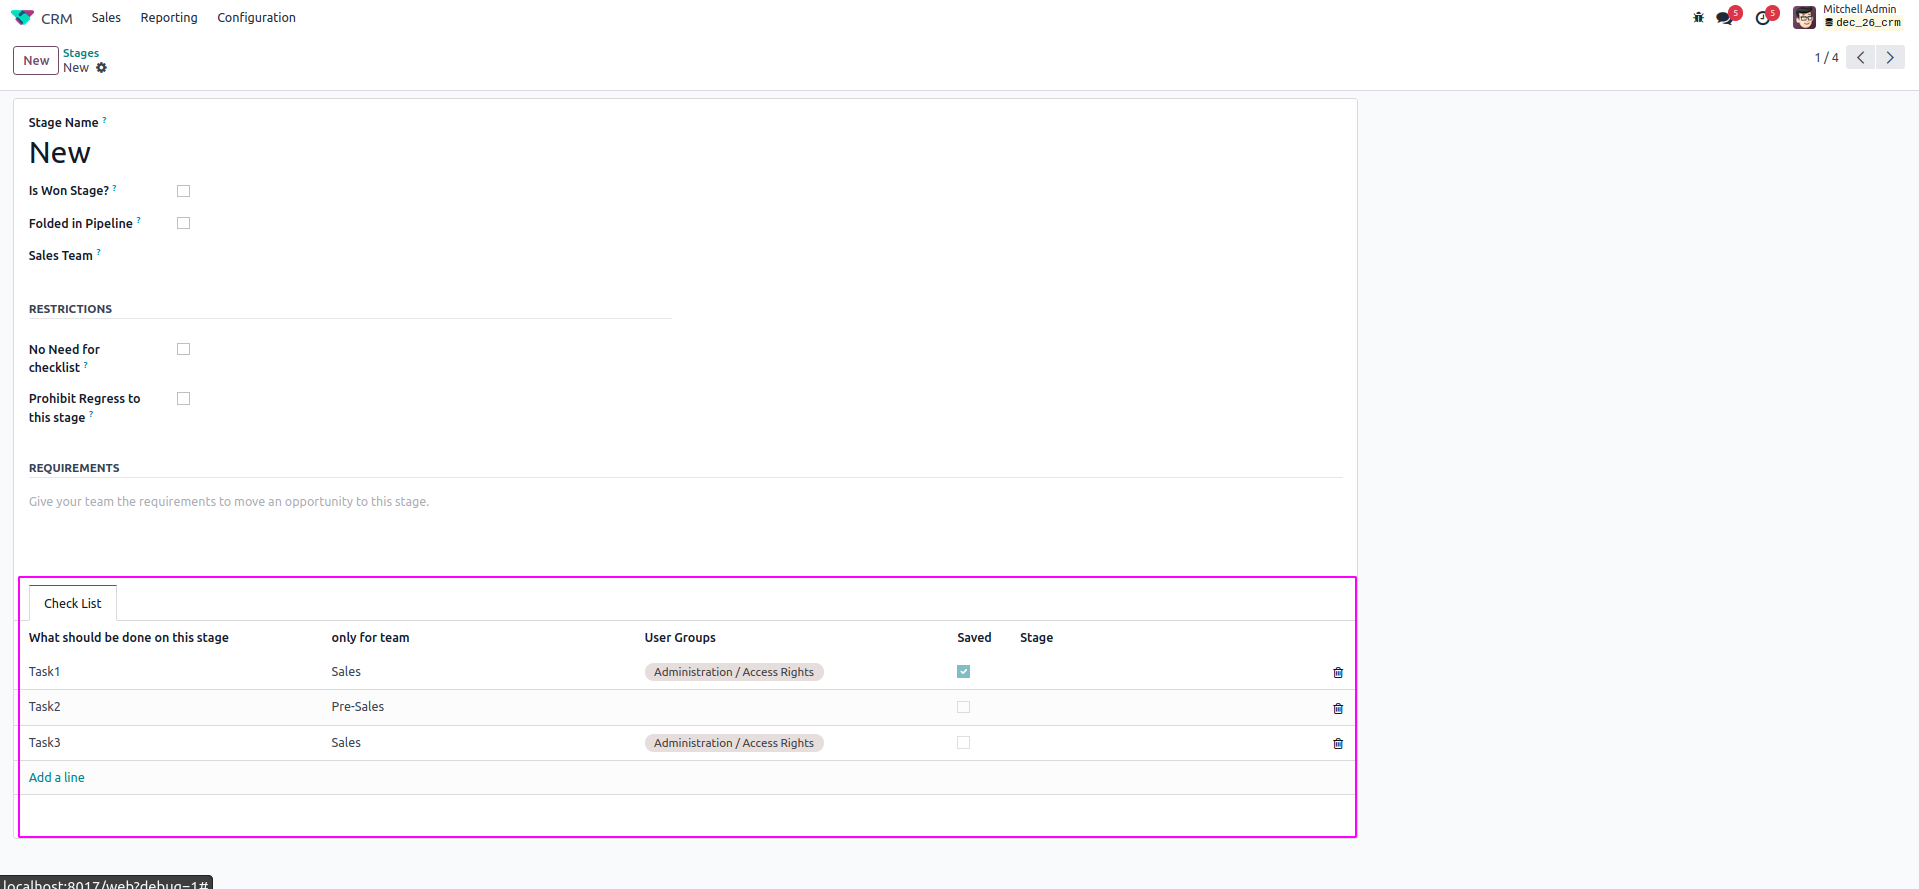 CRM Sales Reporting Configuration 5 5 Mitchell Admin
dec_26_crm
New Stages
New 1 / 4
Stage Name ?
New
Is Won Stage? ?
Folded in Pipeline ?
Sales Team ?
RESTRICTIONS
No Need for
checklist ?
Prohibit Regress to
this stage ?
REQUIREMENTS
Give your team the requirements to move an opportunity to this stage.
Check List
What should be done on this stage only for team User Groups Saved Stage
Task1 Sales Administration / Access Rights
Task2 Pre-Sales
Task3 Sales Administration / Access Rights
Add a line
localhost:8017/web?debug=1#